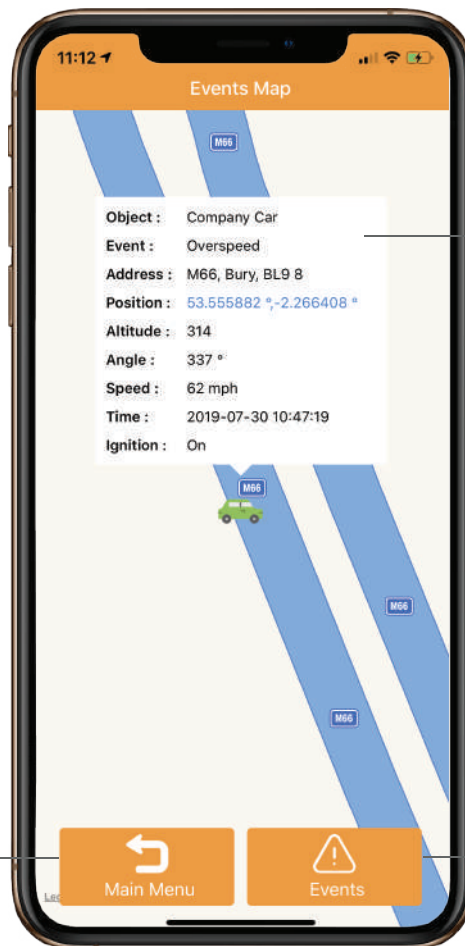 11:12
Events Map
M66
Object : Company Car
Event : Overspeed
Address : M66, Bury, BL9 8
Position : 53.555882 °,-2.266408 °
Altitude : 314
Angle : 337 °
Speed : 62 mph
Time : 2019-07-30 10:47:19
Ignition : On
M66
M66
M66
Main Menu
Events